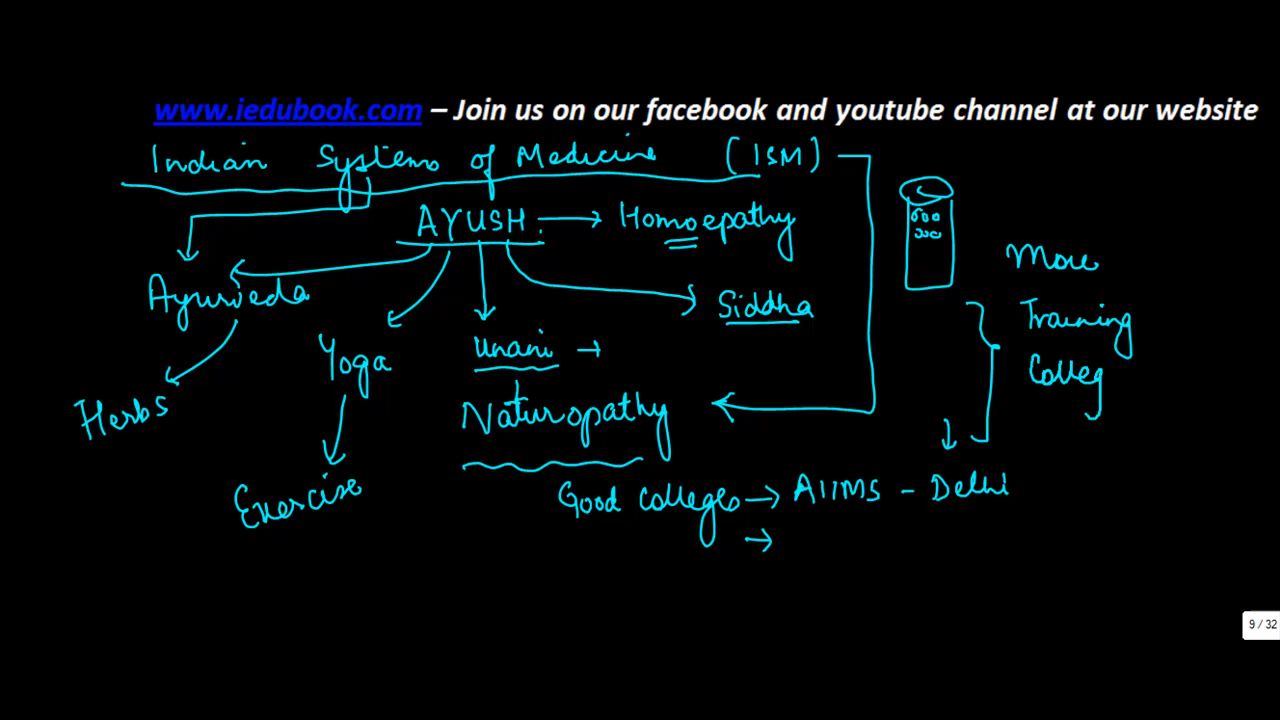 www.iedubook.com – Join us on our facebook and youtube channel at our website
Indian Systems of Medicine (ISM)
AYUSH → Homoepathy
More
Ayurveda
Siddha
Training
Unani →
Yoga
Colleg
Herbs
Naturopathy
Exercise
Good Colleges → AIIMS - Delhi
→
9 / 32